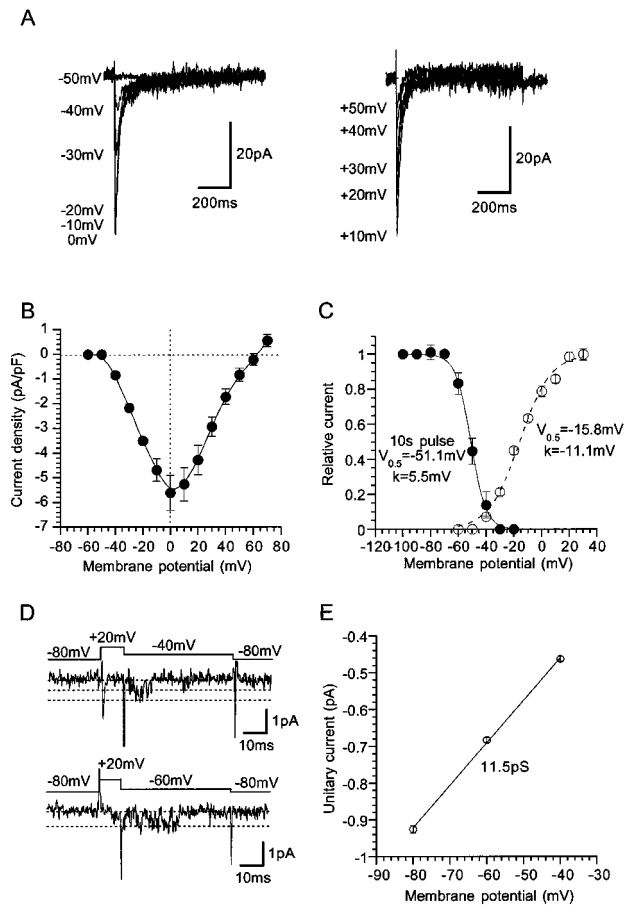 A
-50mV
-40mV
-30mV
-20mV
-10mV
0mV
20pA
200ms
+50mV
+40mV
+30mV
+20mV
+10mV
20pA
200ms
B
Current density (pA/pF)
1
0
-1
-2
-3
-4
-5
-6
-7
-80 -60 -40 -20 0 20 40 60 80
Membrane potential (mV)
C
Relative current
1
0.8
0.6
0.4
0.2
0
10s pulse
V0.5=-51.1mV
k=5.5mV
V0.5=-15.8mV
k=-11.1mV
-120 -100 -80 -60 -40 -20 0 20 40
Membrane potential (mV)
D
+20mV
-80mV -40mV -80mV
1pA
10ms
+20mV
-80mV -60mV -80mV
1pA
10ms
E
Unitary current (pA)
-0.4
-0.5
-0.6
-0.7
-0.8
-0.9
-1
11.5pS
-90 -80 -70 -60 -50 -40 -30
Membrane potential (mV)